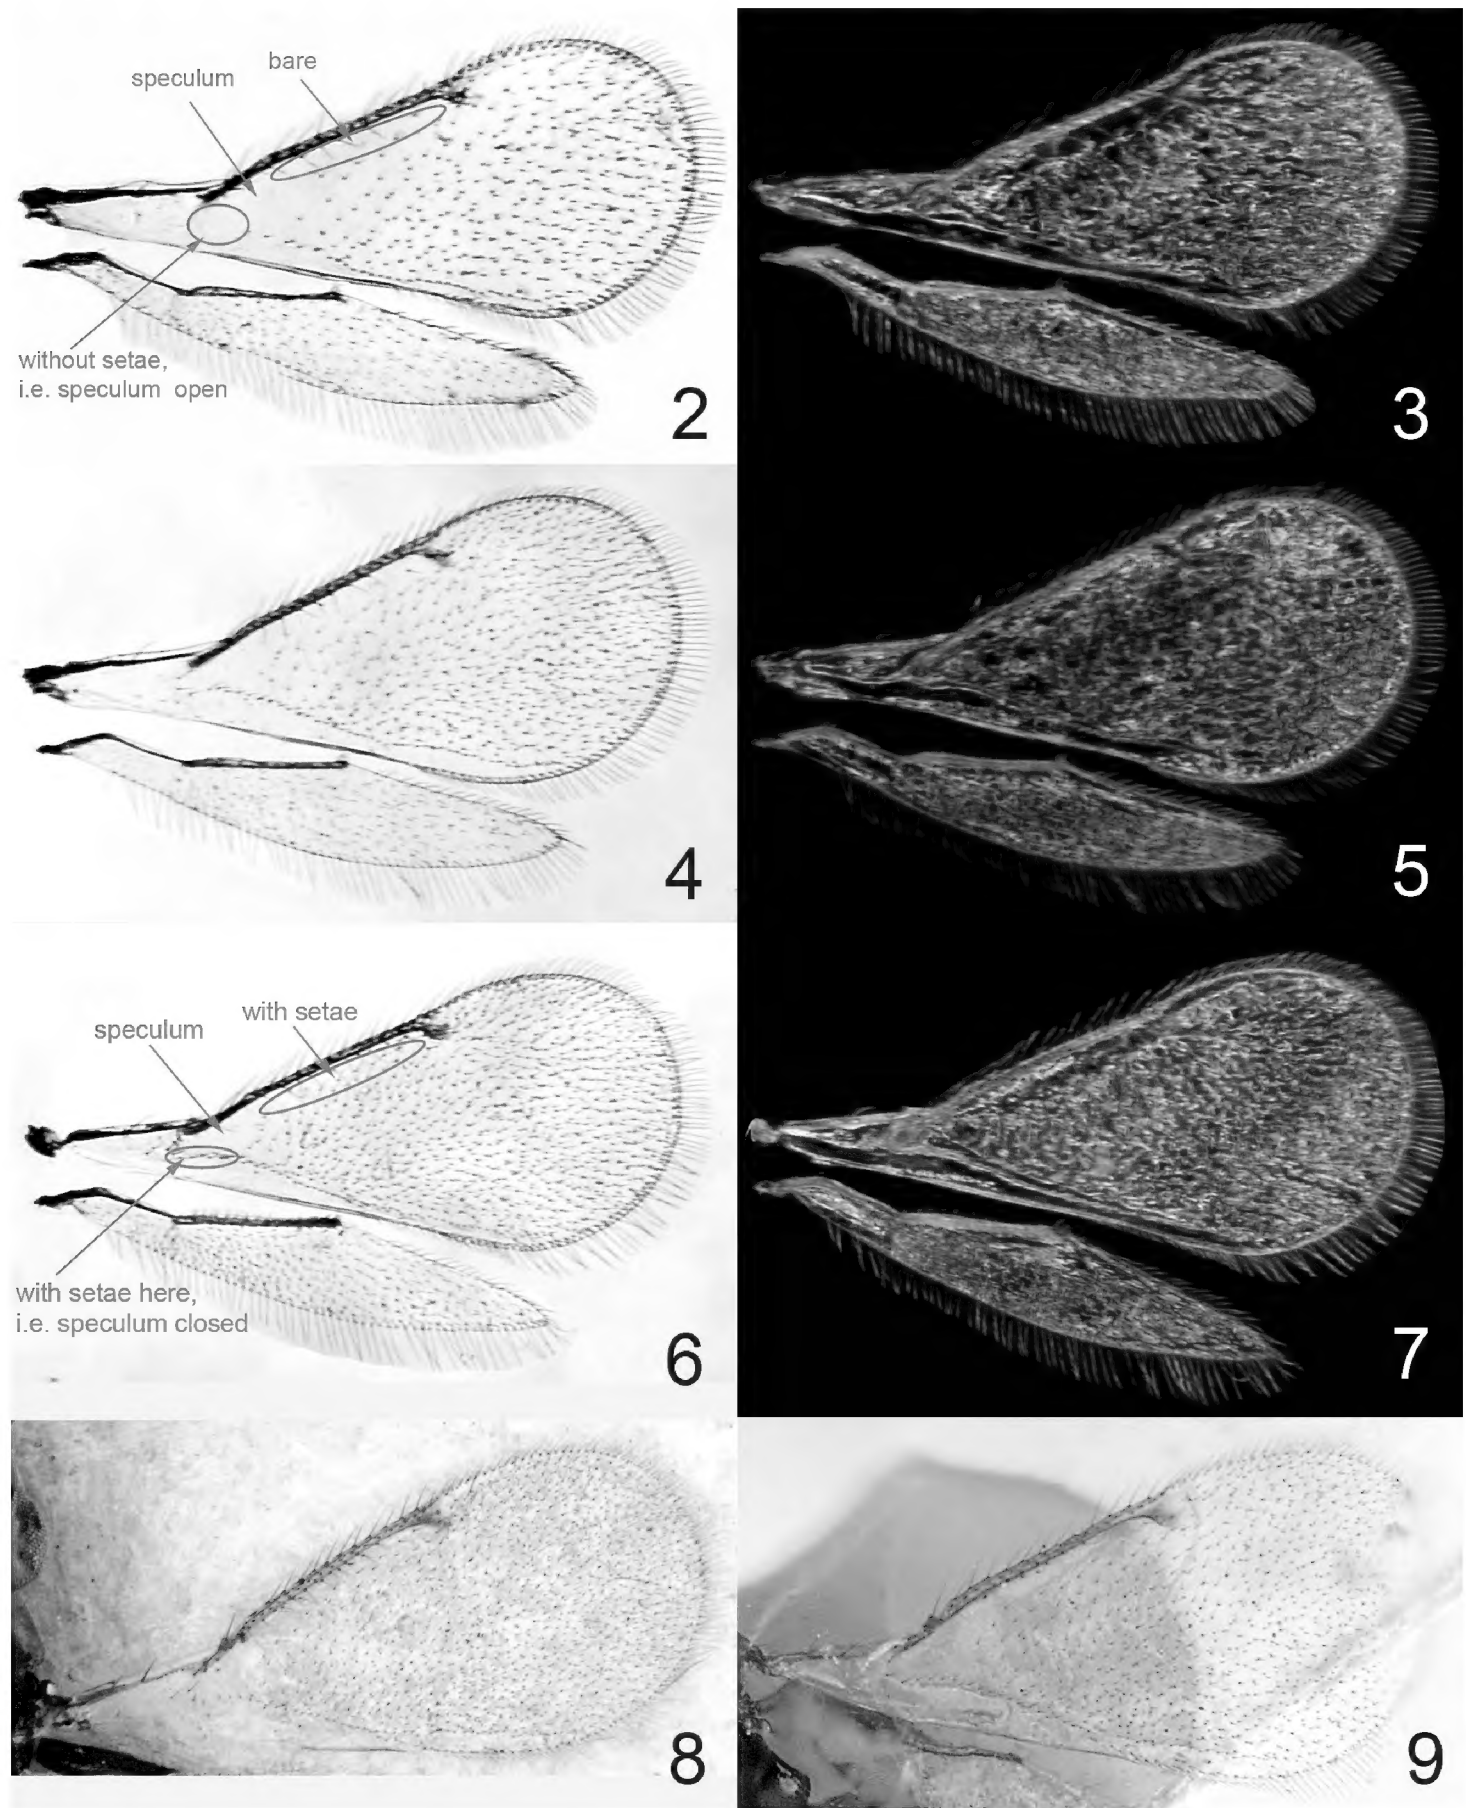 bare
speculum
without setae,
i.e. speculum open
2
3
4
5
with setae
speculum
with setae here,
i.e. speculum closed
6
7
8
9